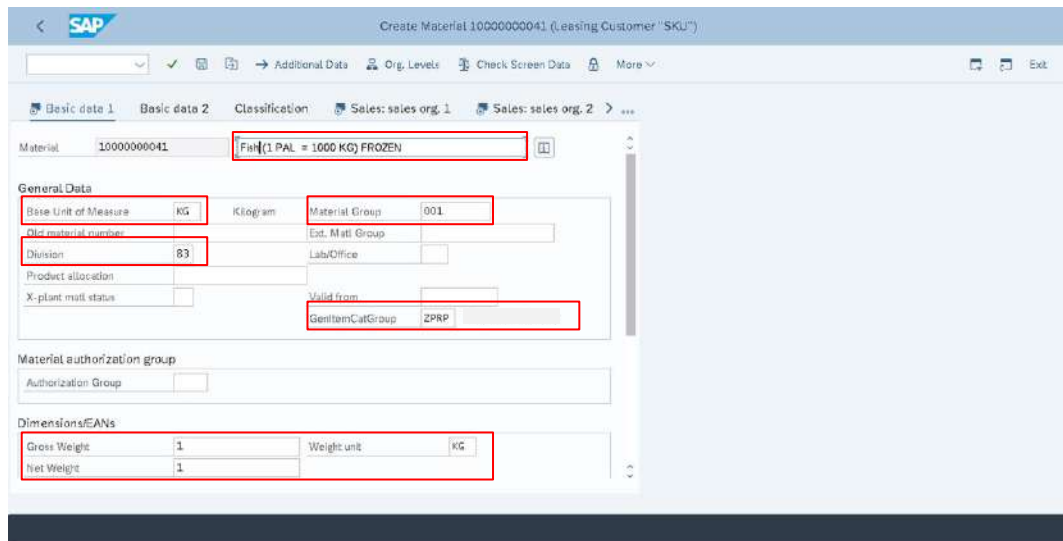 SAP Create Material 10000000041 (Leasing Customer "SKU")
Additional Data Org. Levels Check Screen Data More Exit
Basic data 1 Basic data 2 Classification Sales: sales org. 1 Sales: sales org. 2 ...
Material 10000000041 Fish (1 PAL = 1000 KG) FROZEN
General Data
Base Unit of Measure KG Kilogram Material Group 001
Old material number Ext. Matl Group
Division 83 Lab/Office
Product allocation
X-plant matl status Valid from
GenItemCatGroup ZPRP
Material authorization group
Authorization Group
Dimensions/EANs
Gross Weight 1 Weight unit KG
Net Weight 1